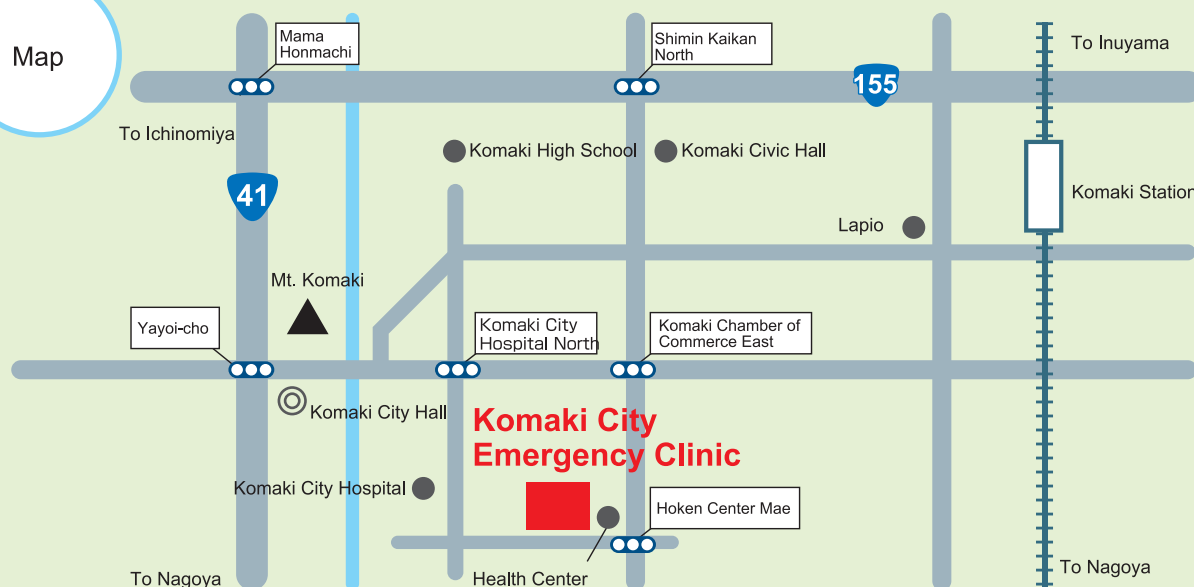 Map
Mama
Honmachi
Shimin Kaikan
North
To Inuyama
155
To Ichinomiya
Komaki High School
Komaki Civic Hall
41
Komaki Station
Lapio
Mt. Komaki
Yayoi-cho
Komaki City
Hospital North
Komaki Chamber of
Commerce East
Komaki City Hall
Komaki City
Emergency Clinic
Komaki City Hospital
Hoken Center Mae
To Nagoya
Health Center
To Nagoya